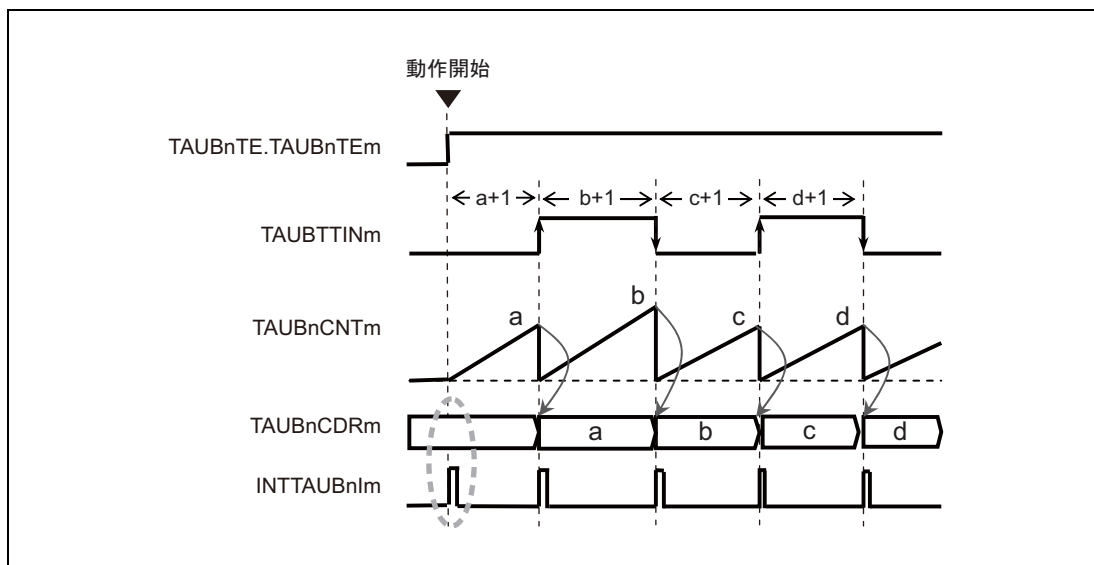 動作開始
TAUBnTE.TAUBnTEm
a+1 b+1 c+1 d+1
TAUBTTINm
a b c d
TAUBnCNTm
TAUBnCDRm
a b c d
INTTAUBnIm